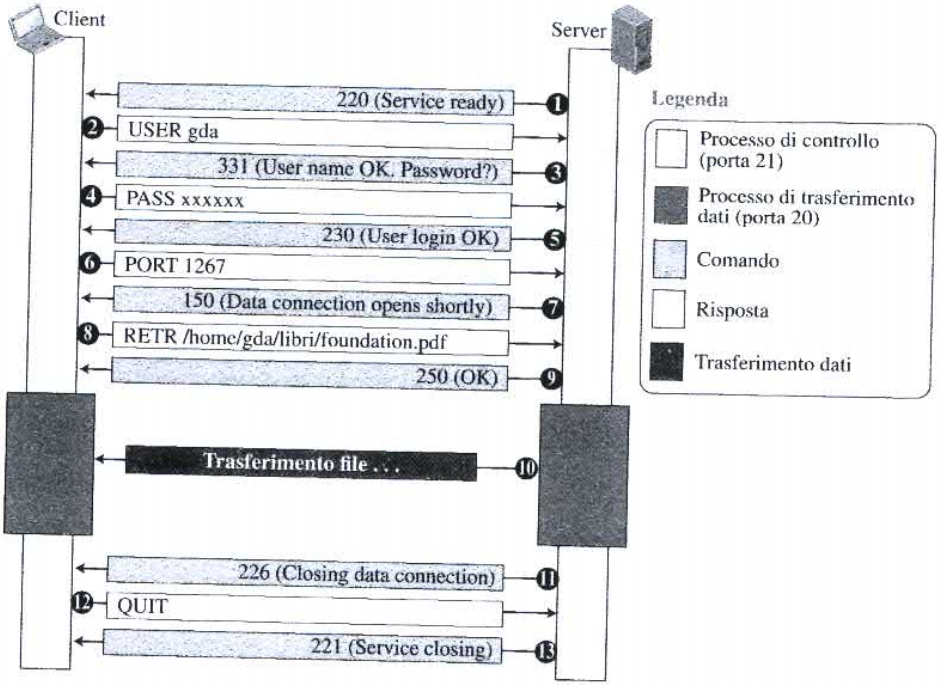 Client
Server
220 (Service ready)
1
2
USER gda
331 (User name OK. Password?)
3
4
PASS xxxxxx
230 (User login OK)
5
6
PORT 1267
150 (Data connection opens shortly)
7
8
RETR /home/gda/libri/foundation.pdf
250 (OK)
9
Trasferimento file . . .
10
226 (Closing data connection)
11
12
QUIT
221 (Service closing)
13
Legenda
Processo di controllo
(porta 21)
Processo di trasferimento
dati (porta 20)
Comando
Risposta
Trasferimento dati